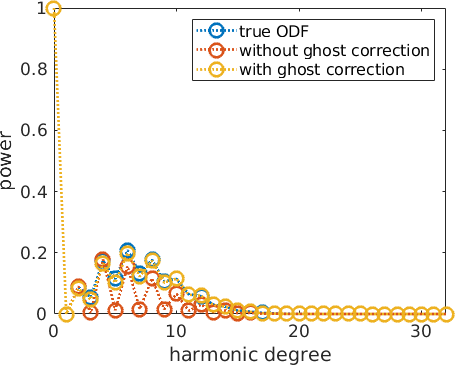 1
0.8
0.6
0.4
0.2
0
power
true ODF
without ghost correction
with ghost correction
0 10 20 30
harmonic degree